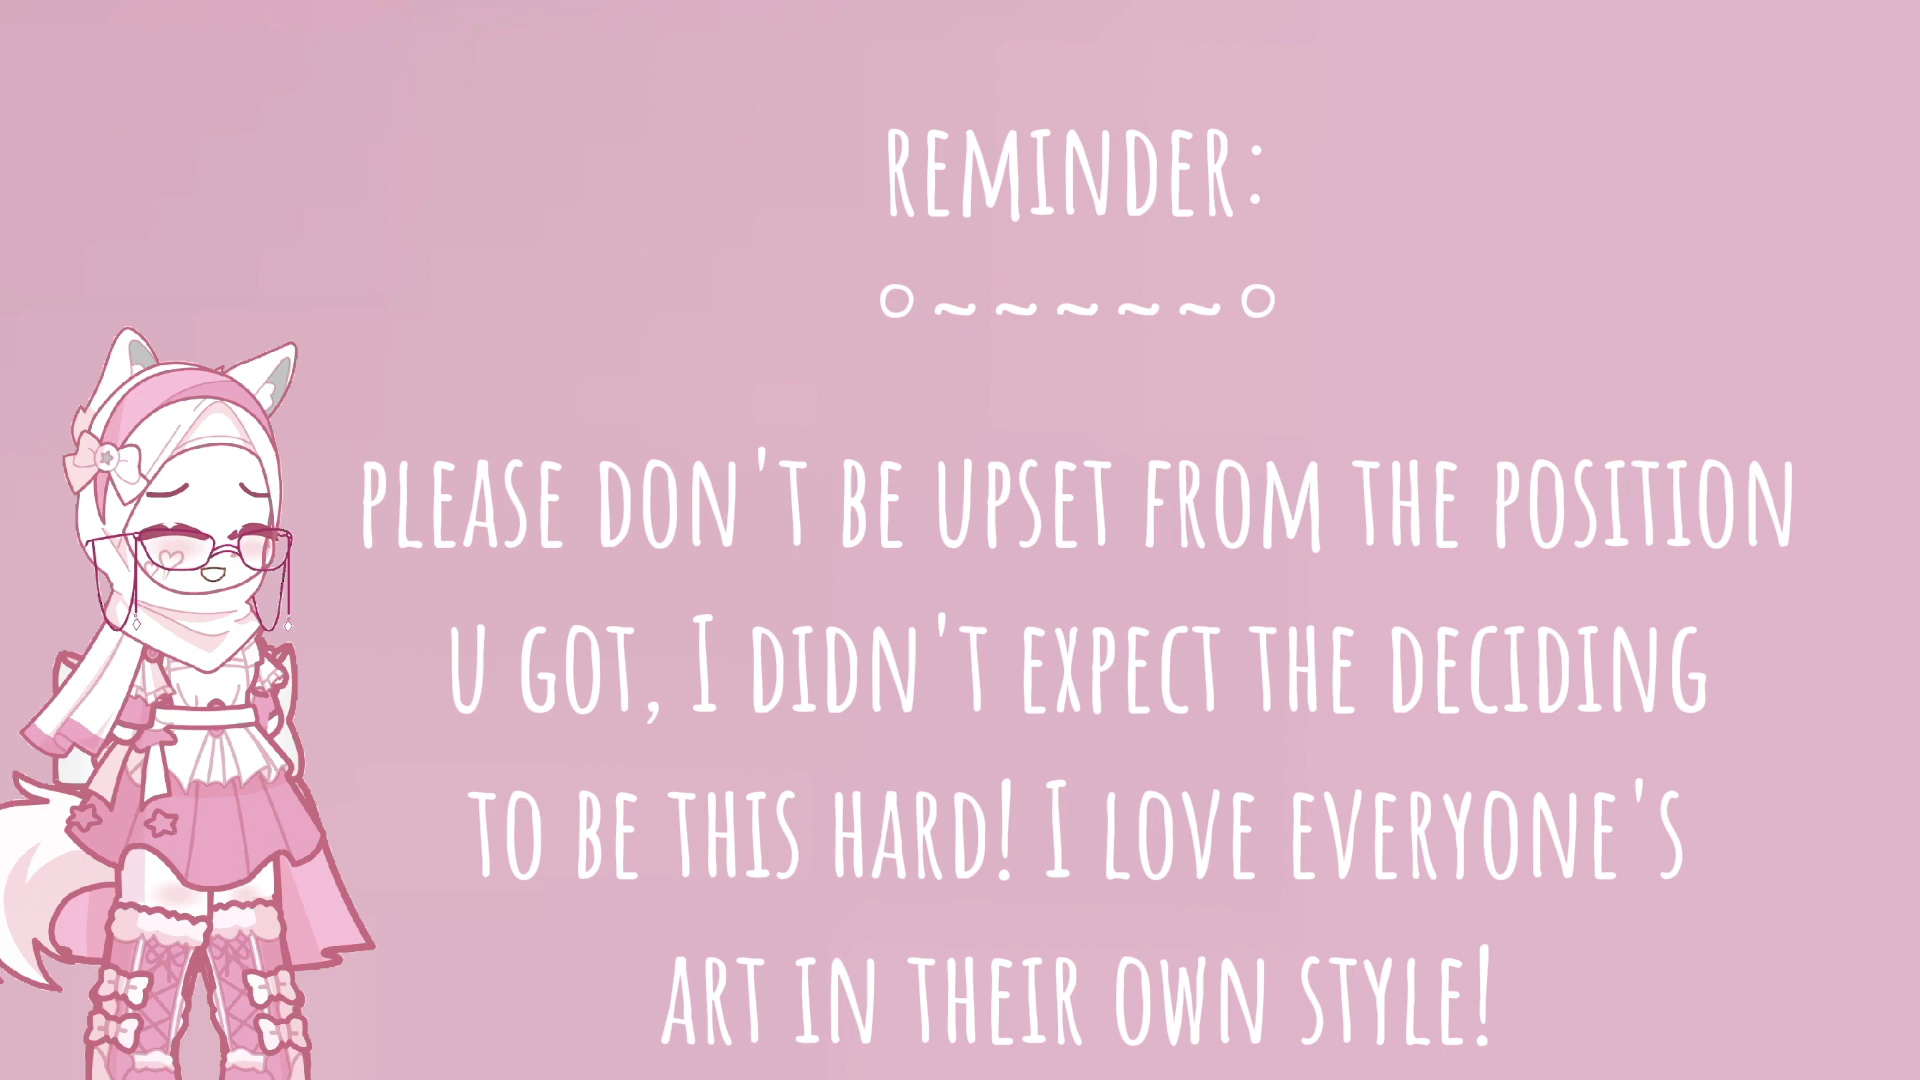 REMINDER:
○~~~~~○
PLEASE DON'T BE UPSET FROM THE POSITION
U GOT, I DIDN'T EXPECT THE DECIDING
TO BE THIS HARD! I LOVE EVERYONE'S
ART IN THEIR OWN STYLE!